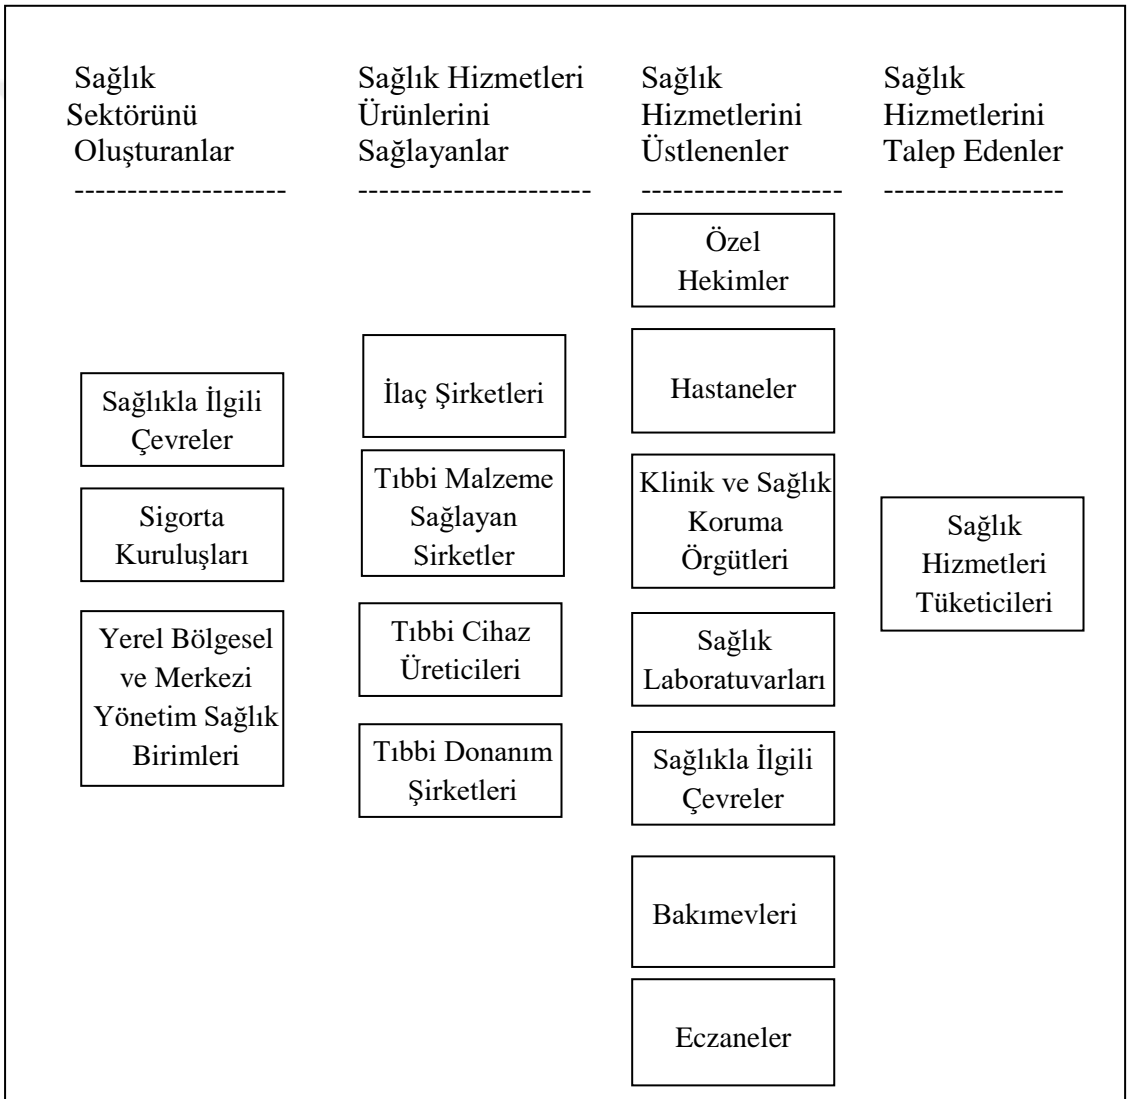 Sağlık
Sektörünü
Oluşturanlar
--------------------
Sağlık Hizmetleri
Ürünlerini
Sağlayanlar
----------------------
Sağlık
Hizmetlerini
Üstlenenler
-------------------
Sağlık
Hizmetlerini
Talep Edenler
-----------------
Sağlıkla İlgili
Çevreler
Sigorta
Kuruluşları
Yerel Bölgesel
ve Merkezi
Yönetim Sağlık
Birimleri
İlaç Şirketleri
Tıbbi Malzeme
Sağlayan
Sirketler
Tıbbi Cihaz
Üreticileri
Tıbbi Donanım
Şirketleri
Özel
Hekimler
Hastaneler
Klinik ve Sağlık
Koruma
Örgütleri
Sağlık
Laboratuvarları
Sağlıkla İlgili
Çevreler
Bakımevleri
Eczaneler
Sağlık
Hizmetleri
Tüketicileri